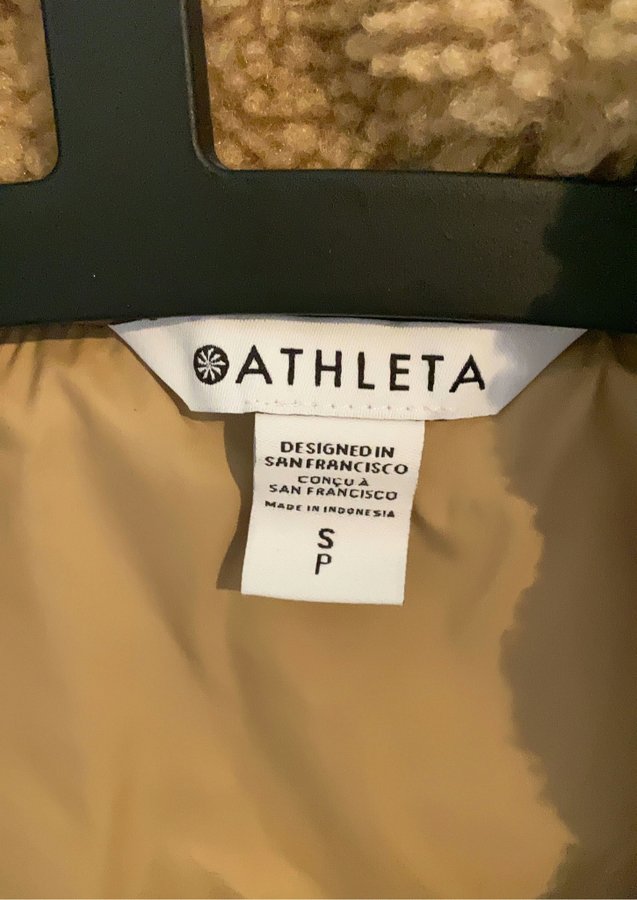 ATHLETA
DESIGNED IN
SAN FRANCISCO
CONÇU À
SAN FRANCISCO
MADE IN INDONESIA
S
P